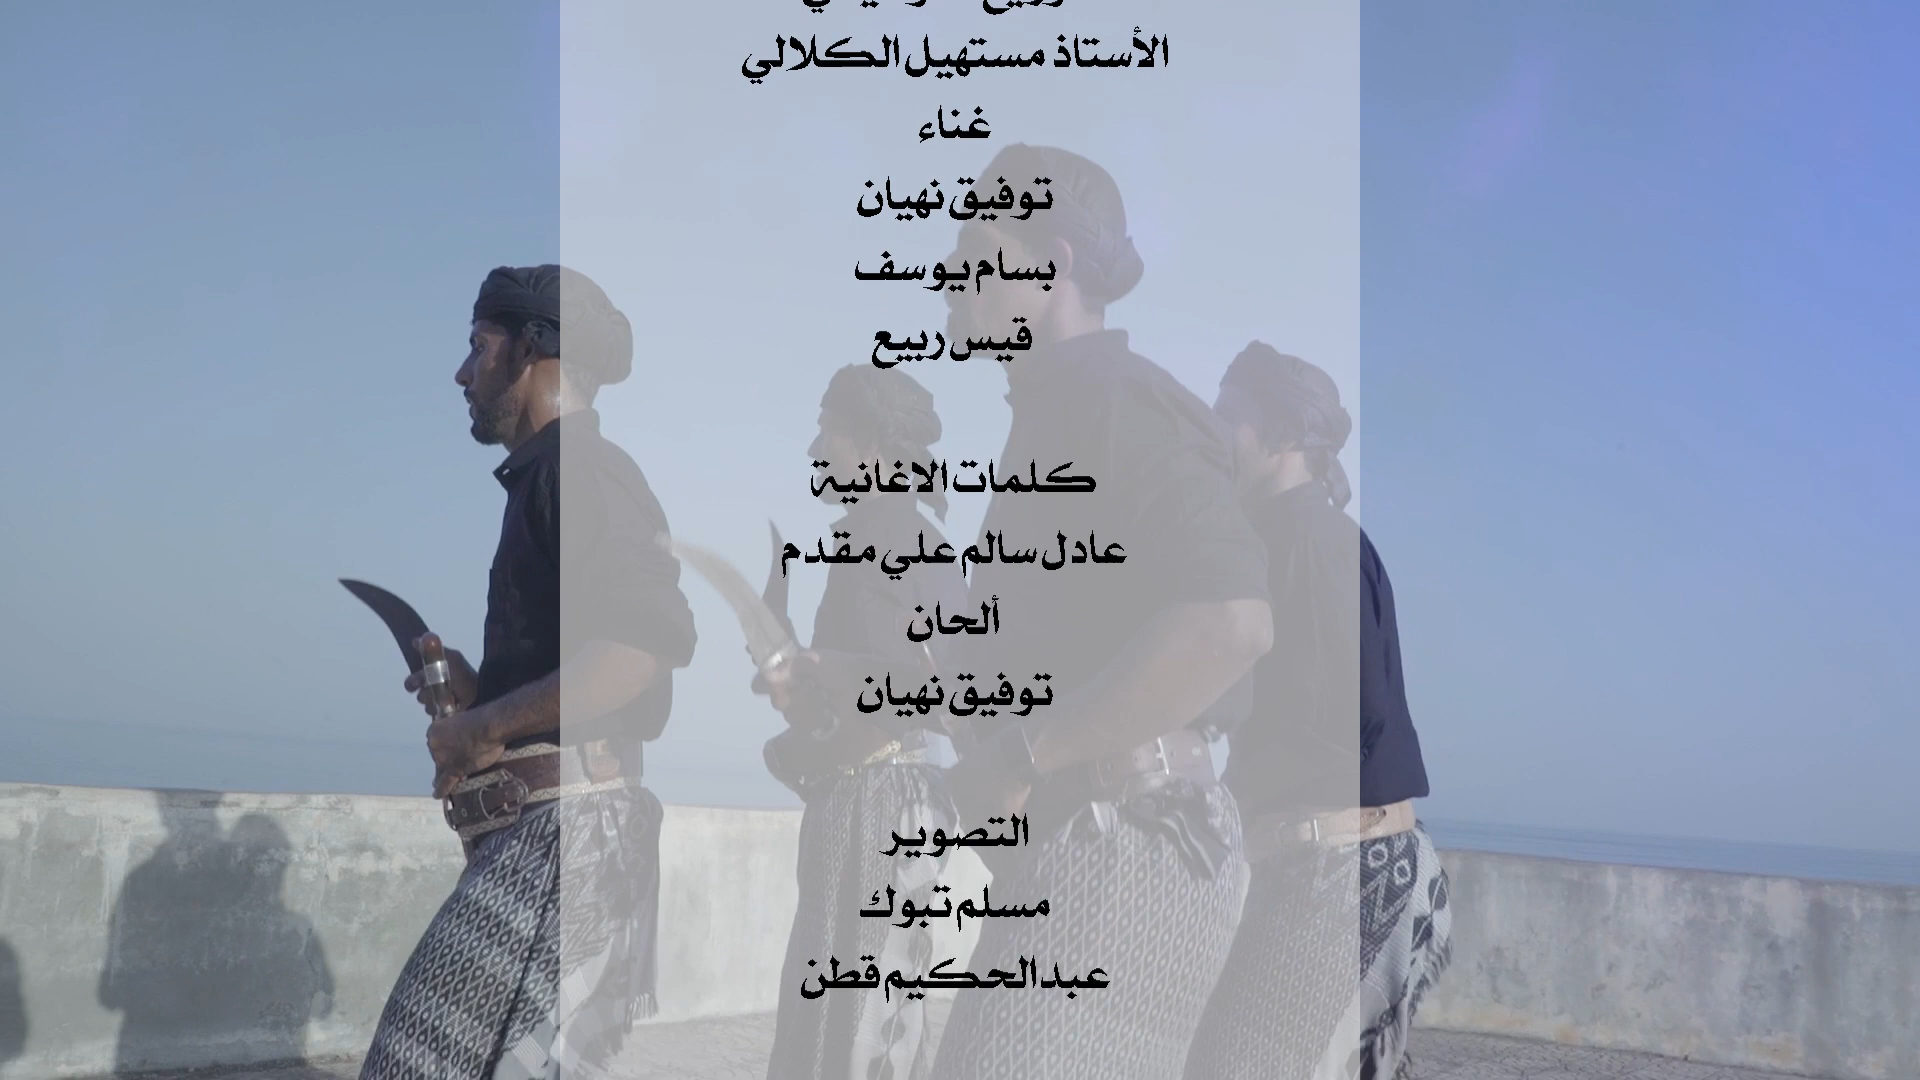 الأستاذ مستهيل الكلالي
غناء
توفيق نهيان
بسام يوسف
قيس ربيع
كلمات الاغانية
عادل سالم علي مقدم
ألحان
توفيق نهيان
التصوير
مسلم تبوك
عبدالحكيم قطن